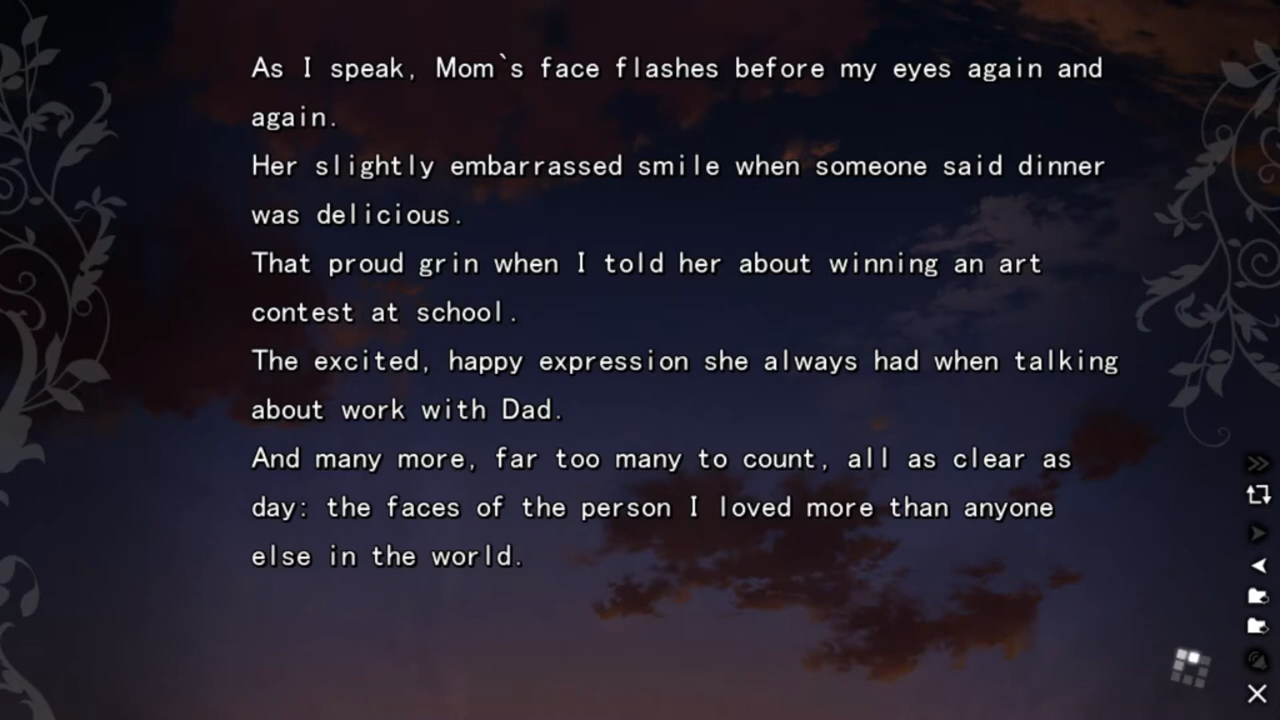 As I speak, Mom`s face flashes before my eyes again and
again.
Her slightly embarrassed smile when someone said dinner
was delicious.
That proud grin when I told her about winning an art
contest at school.
The excited, happy expression she always had when talking
about work with Dad.
And many more, far too many to count, all as clear as
day: the faces of the person I loved more than anyone
else in the world.